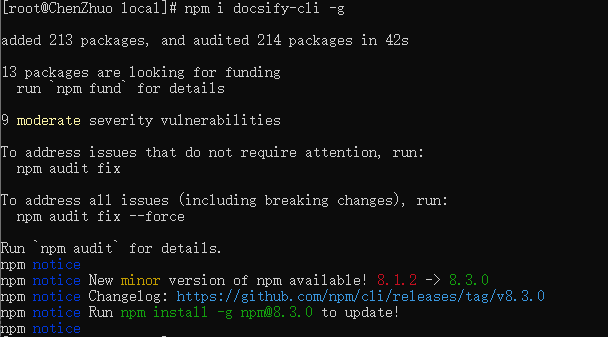 [root@ChenZhuo local]# npm i docsify-cli -g
added 213 packages, and audited 214 packages in 42s
13 packages are looking for funding
  run `npm fund` for details
9 moderate severity vulnerabilities
To address issues that do not require attention, run:
  npm audit fix
To address all issues (including breaking changes), run:
  npm audit fix --force
Run `npm audit` for details.
npm notice
npm notice New minor version of npm available! 8.1.2 -> 8.3.0
npm notice Changelog: https://github.com/npm/cli/releases/tag/v8.3.0
npm notice Run npm install -g npm@8.3.0 to update!
npm notice